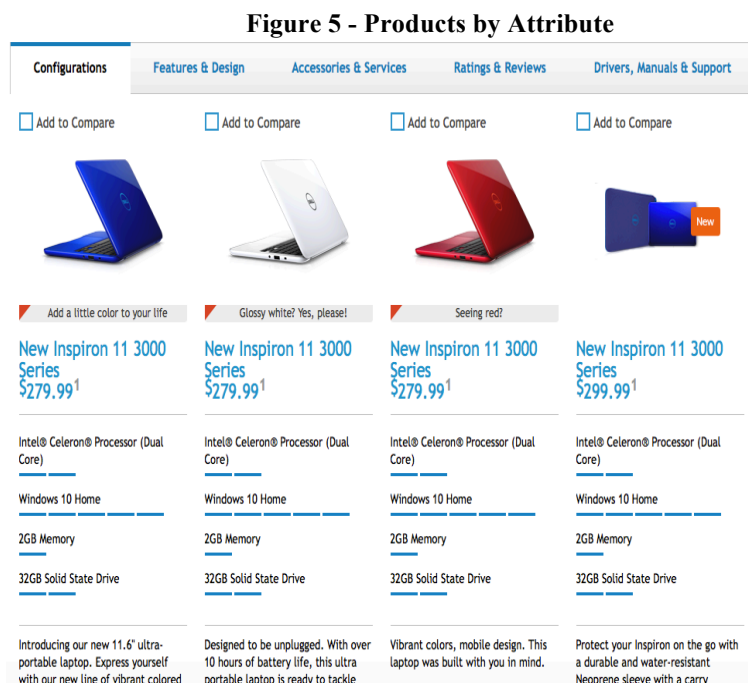 Figure 5 - Products by Attribute
Configurations
Features & Design
Accessories & Services
Ratings & Reviews
Drivers, Manuals & Support
Add to Compare
Add to Compare
Add to Compare
Add to Compare
DELL
DELL
DELL
New
Add a little color to your life
Glossy white? Yes, please!
Seeing red?
New Inspiron 11 3000
Series
$279.99¹
New Inspiron 11 3000
Series
$279.99¹
New Inspiron 11 3000
Series
$279.99¹
New Inspiron 11 3000
Series
$299.99¹
Intel® Celeron® Processor (Dual
Core)
Windows 10 Home
2GB Memory
32GB Solid State Drive
Intel® Celeron® Processor (Dual
Core)
Windows 10 Home
2GB Memory
32GB Solid State Drive
Intel® Celeron® Processor (Dual
Core)
Windows 10 Home
2GB Memory
32GB Solid State Drive
Intel® Celeron® Processor (Dual
Core)
Windows 10 Home
2GB Memory
32GB Solid State Drive
Introducing our new 11.6" ultra-
portable laptop. Express yourself
with our new line of vibrant colored
Designed to be unplugged. With over
10 hours of battery life, this ultra
portable laptop is ready to tackle
Vibrant colors, mobile design. This
laptop was built with you in mind.
Protect your Inspiron on the go with
a durable and water-resistant
Neoprene sleeve with a carry